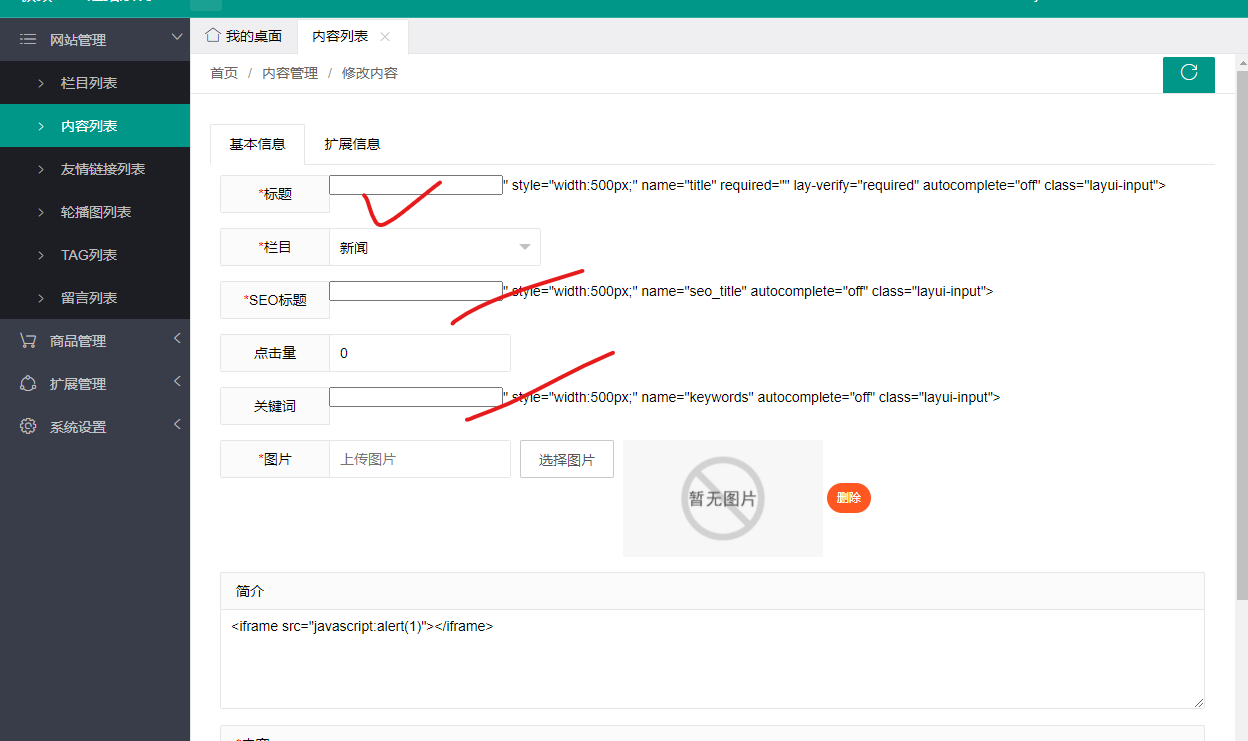 网站管理
我的桌面
内容列表
首页 / 内容管理 / 修改内容
栏目列表
内容列表
友情链接列表
轮播图列表
TAG列表
留言列表
商品管理
扩展管理
系统设置
基本信息
扩展信息
*标题
" style="width:500px;" name="title" required="" lay-verify="required" autocomplete="off" class="layui-input">
*栏目
新闻
*SEO标题
" style="width:500px;" name="seo_title" autocomplete="off" class="layui-input">
点击量
0
关键词
" style="width:500px;" name="keywords" autocomplete="off" class="layui-input">
*图片
上传图片
选择图片
暂无图片
删除
简介
<iframe src="javascript:alert(1)"></iframe>